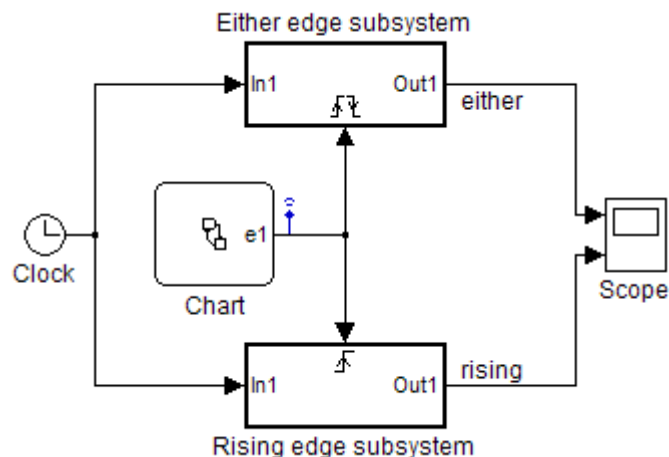 Either edge subsystem
In1
Out1
either
e1
Clock
Chart
Scope
In1
Out1
rising
Rising edge subsystem